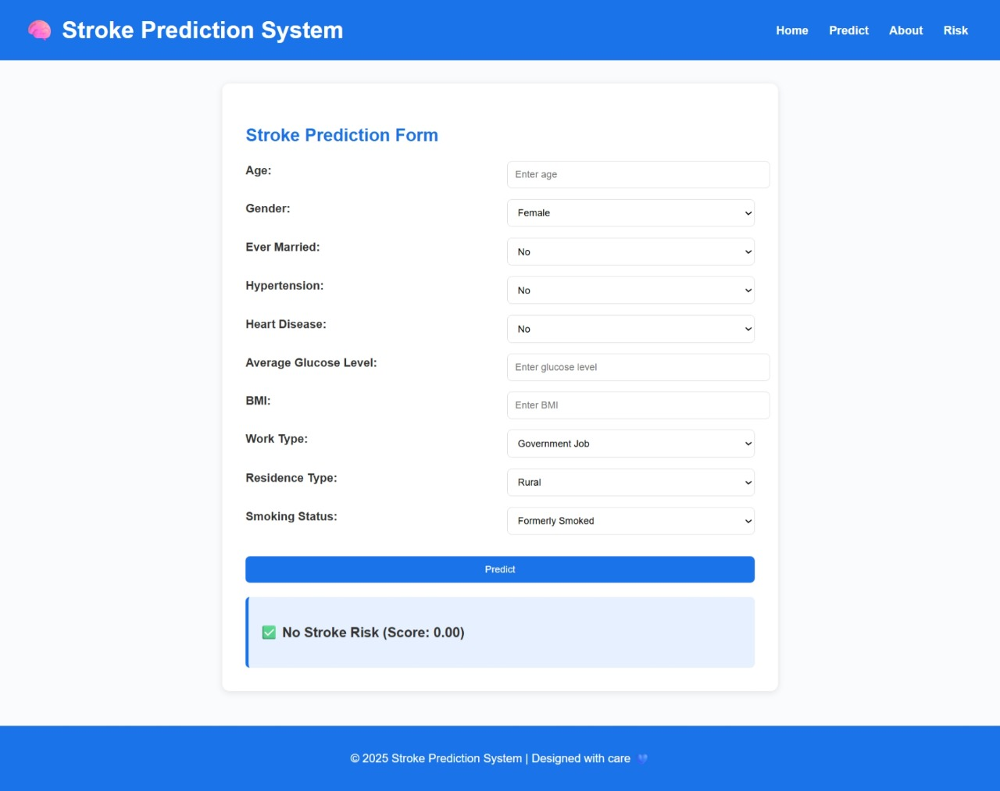 Stroke Prediction System
Home Predict About Risk
Stroke Prediction Form
Age: Enter age
Gender: Female
Ever Married: No
Hypertension: No
Heart Disease: No
Average Glucose Level: Enter glucose level
BMI: Enter BMI
Work Type: Government Job
Residence Type: Rural
Smoking Status: Formerly Smoked
Predict
No Stroke Risk (Score: 0.00)
© 2025 Stroke Prediction System | Designed with care